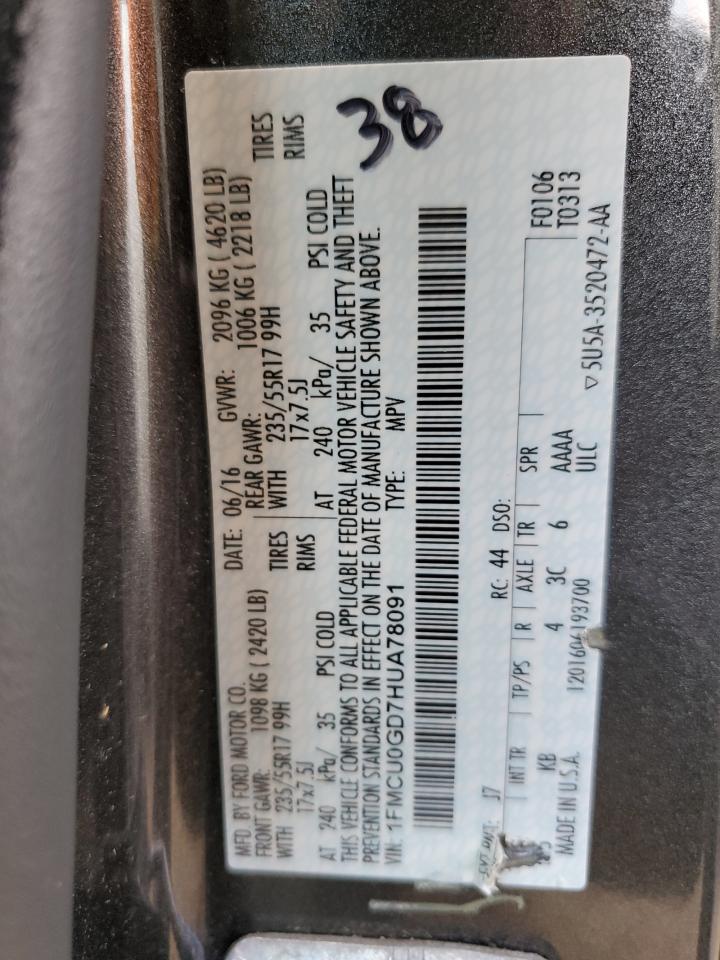 MFD. BY FORD MOTOR CO.
DATE: 06/16 GVWR: 2096 KG ( 4620 LB)
FRONT GAWR: 1098 KG ( 2420 LB)
REAR GAWR: 1006 KG ( 2218 LB)
WITH 235/55R17 99H TIRES
WITH 235/55R17 99H TIRES
17x7.5J RIMS
17x7.5J RIMS
AT 240 kPa/ 35 PSI COLD
AT 240 kPa/ 35 PSI COLD
THIS VEHICLE CONFORMS TO ALL APPLICABLE FEDERAL MOTOR VEHICLE SAFETY AND THEFT
PREVENTION STANDARDS IN EFFECT ON THE DATE OF MANUFACTURE SHOWN ABOVE.
VIN: 1FMCU0GD7HUA78091 TYPE: MPV
38
EXT PNT: J7 RC: 44 DSO:
INT TR TP/PS R AXLE TR SPR
KB 4 3C 6 AAAA
F0106
T0313
MADE IN U.S.A. 1201606193700 ULC
▽5U5A-3520472-AA